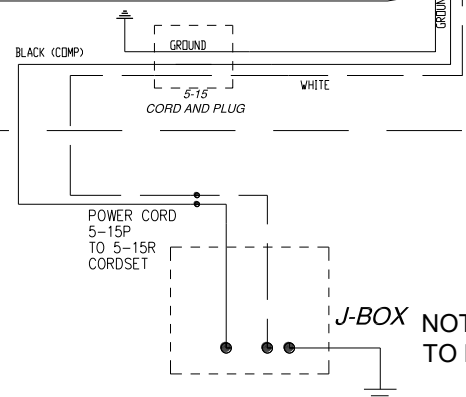 GROUND
GROUND
BLACK (COMP)
WHITE
5-15
CORD AND PLUG
POWER CORD
5-15P
TO 5-15R
CORDSET
J-BOX
TO